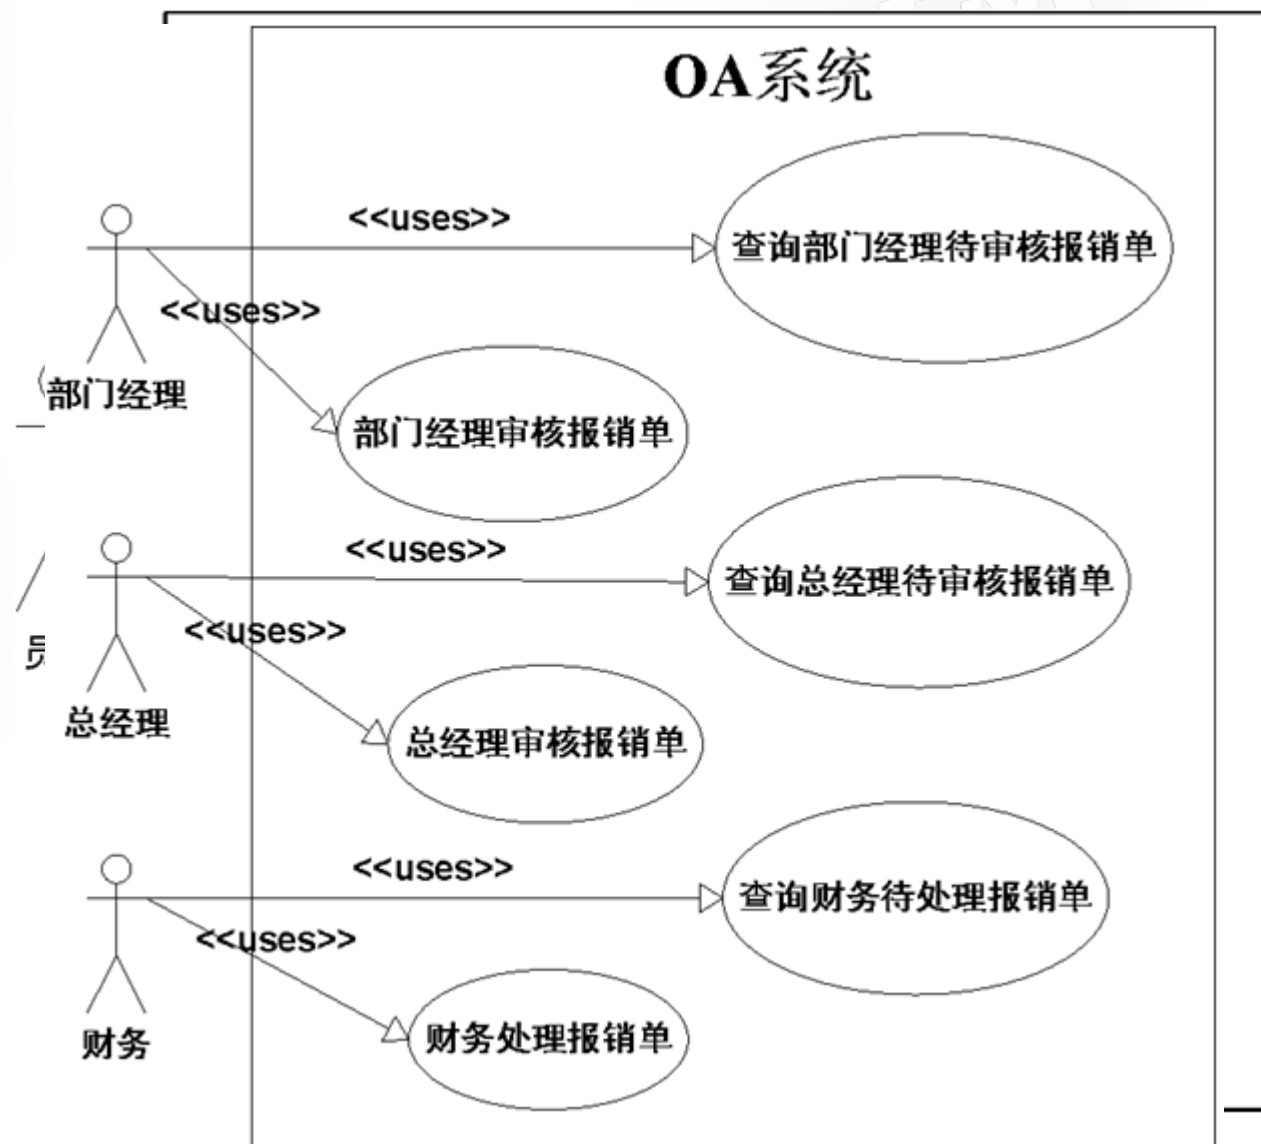 OA系统
<<uses>>
查询部门经理待审核报销单
<<uses>>
部门经理
部门经理审核报销单
<<uses>>
查询总经理待审核报销单
<<uses>>
总经理
总经理审核报销单
<<uses>>
查询财务待处理报销单
<<uses>>
财务
财务处理报销单